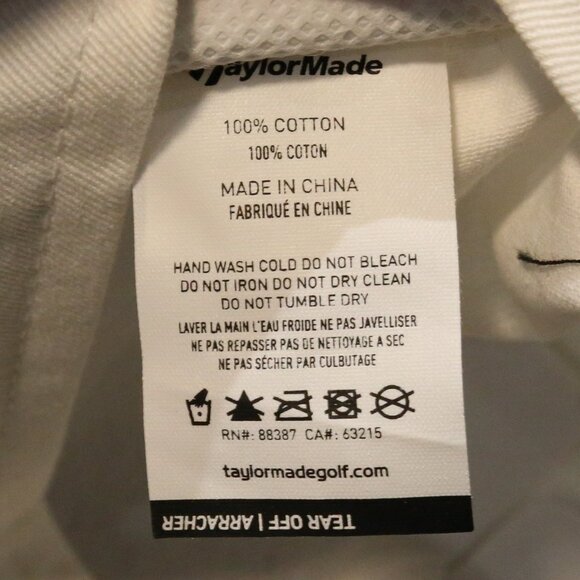 TaylorMade
100% COTTON
100% COTON
MADE IN CHINA
FABRIQUÉ EN CHINE
HAND WASH COLD DO NOT BLEACH
DO NOT IRON DO NOT DRY CLEAN
DO NOT TUMBLE DRY
LAVER LA MAIN L'EAU FROIDE NE PAS JAVELLISER
NE PAS REPASSER PAS DE NETTOYAGE A SEC
NE PAS SÉCHER PAR CULBUTAGE
RN#: 88387 CA#: 63215
taylormadegolf.com
TEAR OFF | ARRACHER